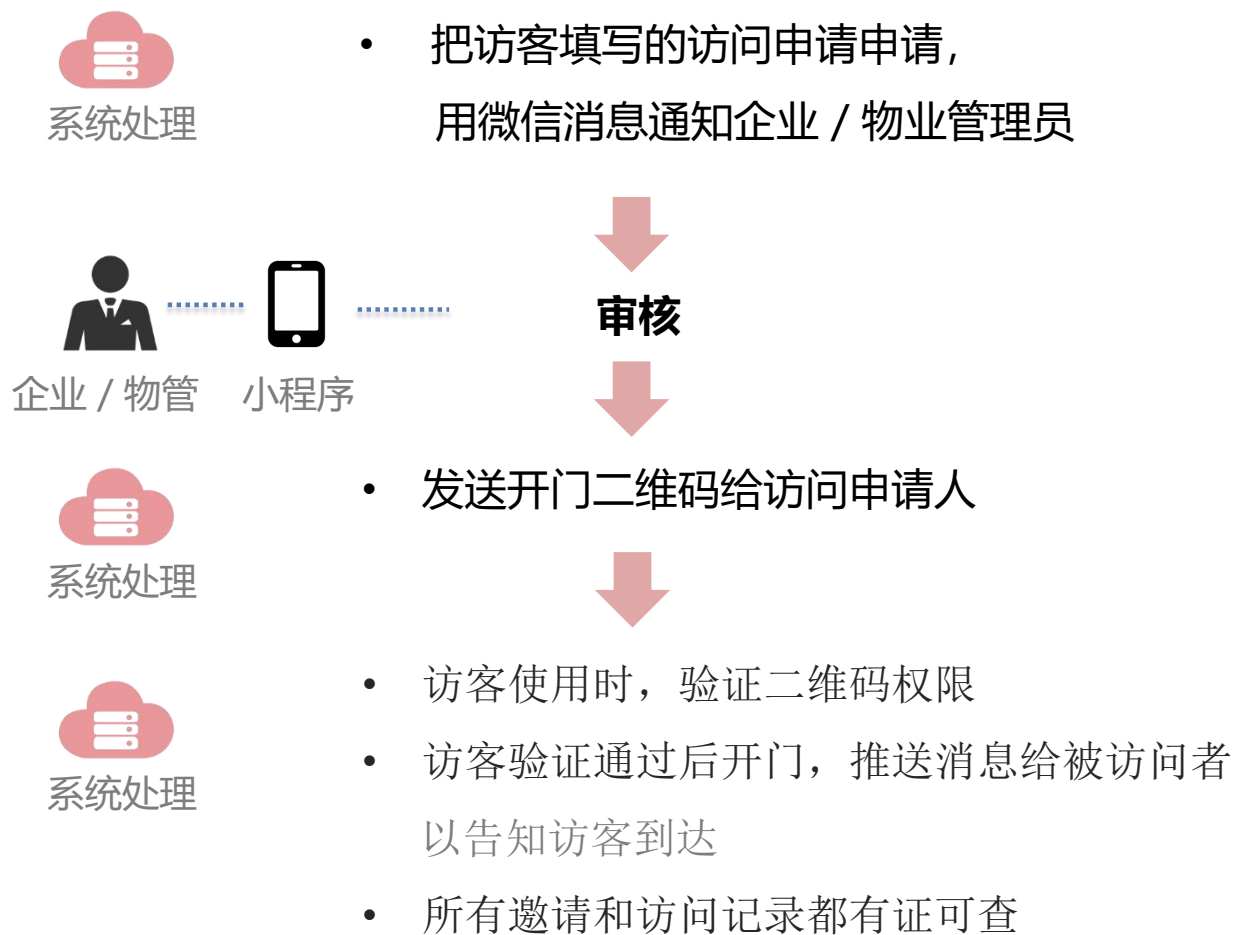 • 把访客填写的访问申请申请，
系统处理
用微信消息通知企业 / 物业管理员
审核
企业 / 物管
小程序
• 发送开门二维码给访问申请人
系统处理
• 访客使用时，验证二维码权限
• 访客验证通过后开门，推送消息给被访问者
系统处理
以告知访客到达
• 所有邀请和访问记录都有证可查